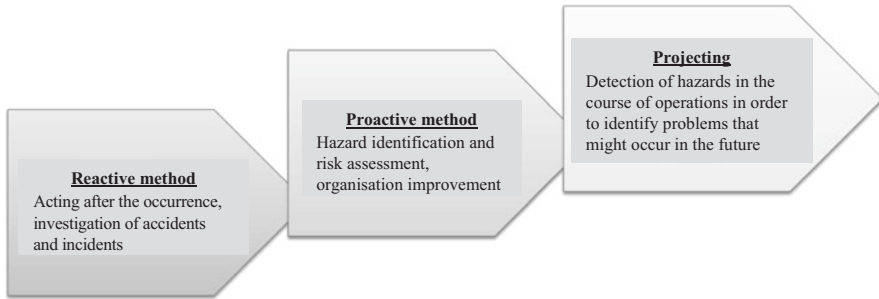 Reactive method
Acting after the occurrence,
investigation of accidents
and incidents
Proactive method
Hazard identification and
risk assessment,
organisation improvement
Projecting
Detection of hazards in the
course of operations in order
to identify problems that
might occur in the future